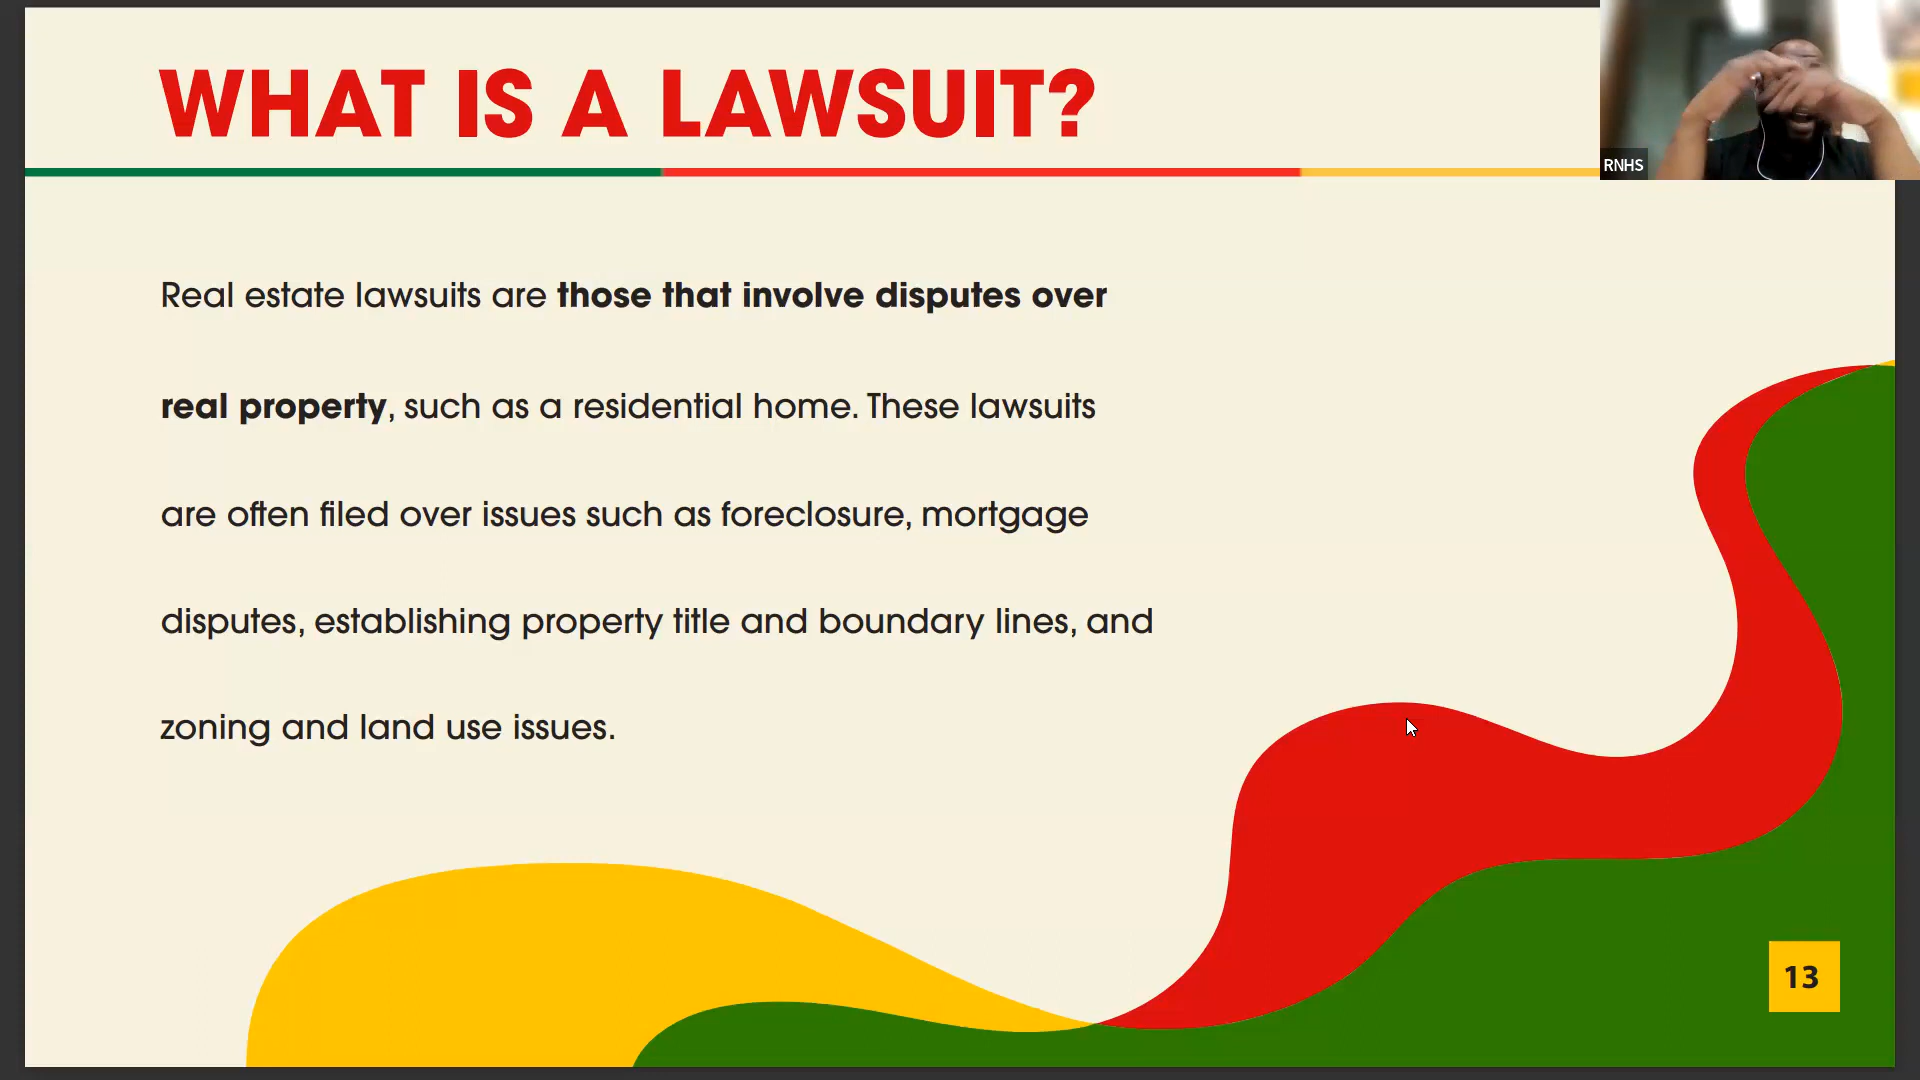 WHAT IS A LAWSUIT?
RNHS
Real estate lawsuits are those that involve disputes over
real property, such as a residential home. These lawsuits
are often filed over issues such as foreclosure, mortgage
disputes, establishing property title and boundary lines, and
zoning and land use issues.
13